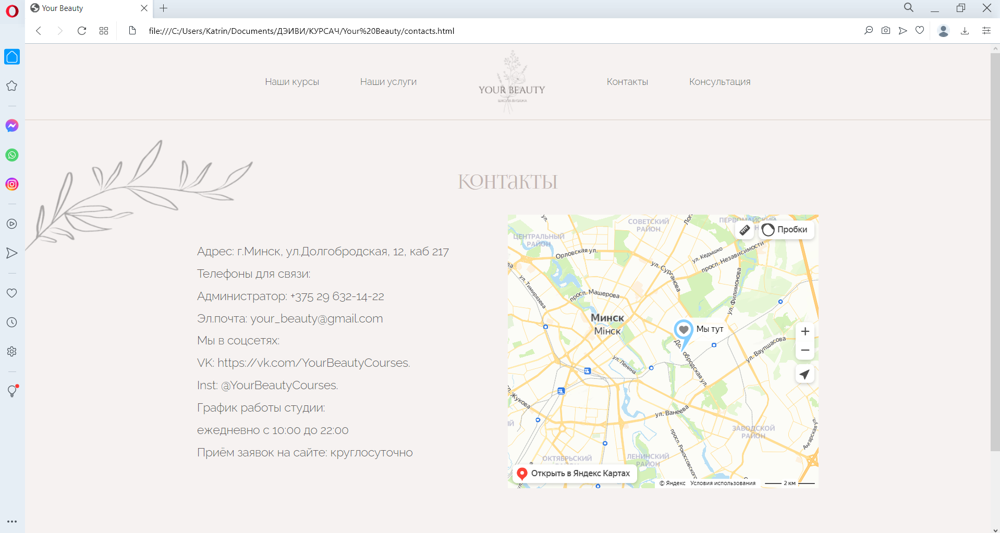 Your Beauty
file:///C:/Users/Katrin/Documents/ДЭИВИ/КУРСАЧ/Your%20Beauty/contacts.html
Наши курсы
Наши услуги
YOUR BEAUTY
ШКОЛА ВИЗАЖА
Контакты
Консультация
Контакты
Адрес: г.Минск, ул.Долгобродская, 12, каб 217
Телефоны для связи:
Администратор: +375 29 632-14-22
Эл.почта: your_beauty@gmail.com
Мы в соцсетях:
VK: https://vk.com/YourBeautyCourses.
Inst: @YourBeautyCourses.
График работы студии:
ежедневно с 10:00 до 22:00
Приём заявок на сайте: круглосуточно
СОВЕТСКИЙ
РАЙОН
Пробки
ЦЕНТРАЛЬНЫЙ
РАЙОН
Орловская ул.
ул. Кедышко
просп. Независимости
ул. Сурганова
ул. Филимонова
ул. Тимирязева
просп. Машерова
Минск
Мінск
Мы тут
ул. Ваупшасова
ул. Ленина
ул. Ванеева
ЗАВОДСКОЙ
РАЙОН
просп. Рокоссовского
ОКТЯБРЬСКИЙ
ЛЕНИНСКИЙ
РАЙОН
Открыть в Яндекс Картах
© Яндекс Условия использования
2 км